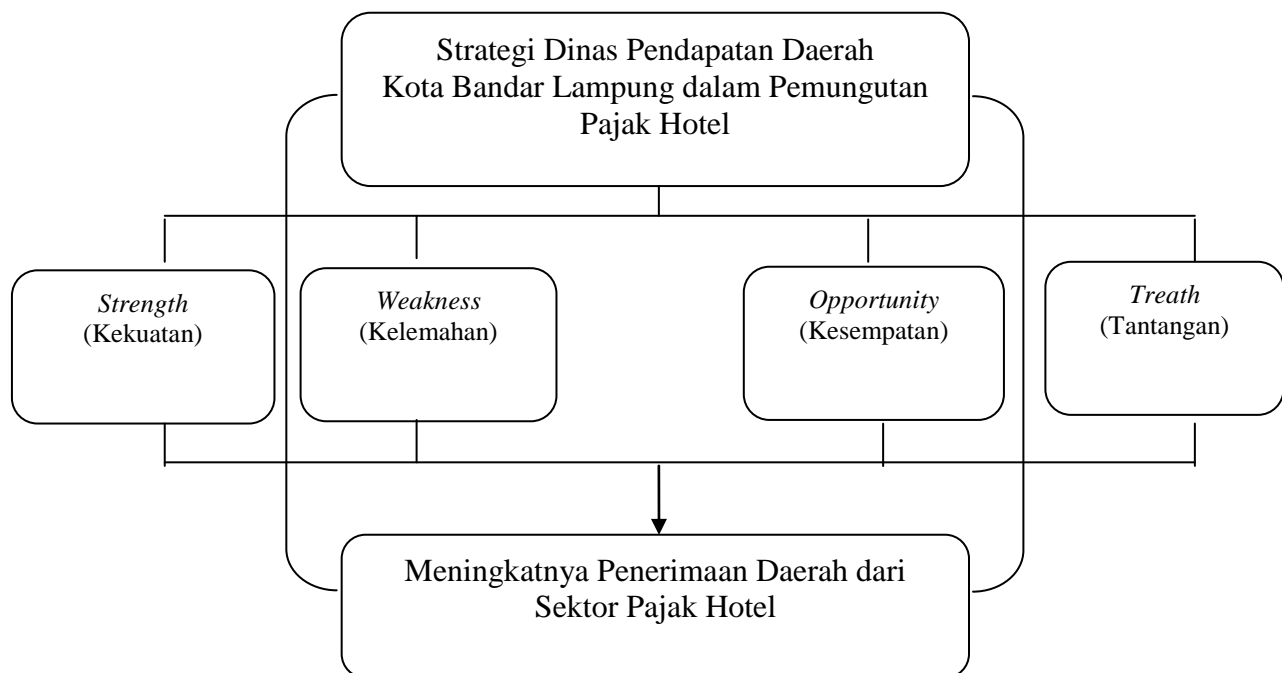 Strategi Dinas Pendapatan Daerah
Kota Bandar Lampung dalam Pemungutan
Pajak Hotel
Strength
(Kekuatan)
Weakness
(Kelemahan)
Opportunity
(Kesempatan)
Treath
(Tantangan)
Meningkatnya Penerimaan Daerah dari
Sektor Pajak Hotel